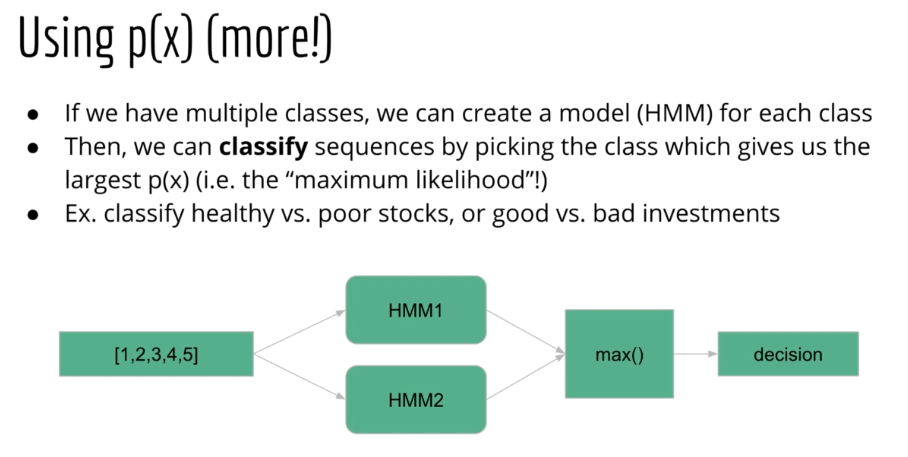 Using p(x) (more!)
● If we have multiple classes, we can create a model (HMM) for each class
● Then, we can classify sequences by picking the class which gives us the
largest p(x) (i.e. the “maximum likelihood”!)
● Ex. classify healthy vs. poor stocks, or good vs. bad investments
HMM1
[1,2,3,4,5]
max()
decision
HMM2